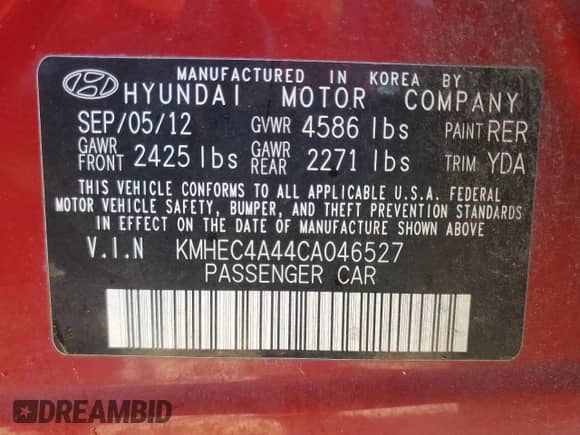 MANUFACTURED IN KOREA BY
HYUNDAI MOTOR COMPANY
SEP/05/12 GVWR 4586 lbs PAINT RER
GAWR FRONT 2425 lbs GAWR REAR 2271 lbs TRIM YDA
THIS VEHICLE CONFORMS TO ALL APPLICABLE U.S.A. FEDERAL
MOTOR VEHICLE SAFETY, BUMPER, AND THEFT PREVENTION STANDARDS
IN EFFECT ON THE DATE OF MANUFACTURE SHOWN ABOVE
V.I.N KMHEC4A44CA046527
PASSENGER CAR
DREAMBID